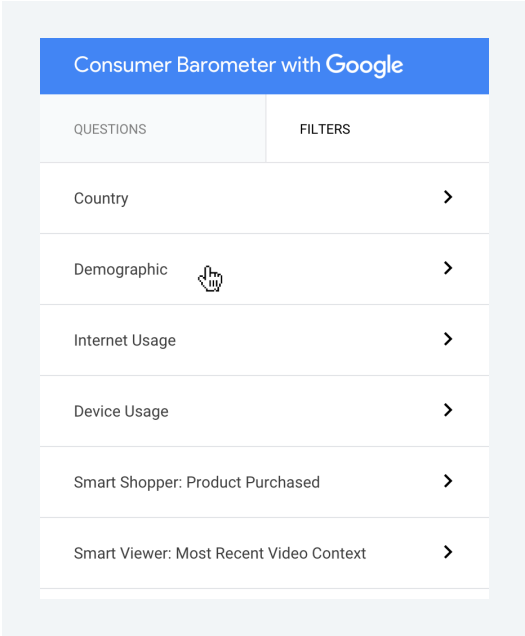 Consumer Barometer with Google
QUESTIONS
FILTERS
Country
Demographic
Internet Usage
Device Usage
Smart Shopper: Product Purchased
Smart Viewer: Most Recent Video Context